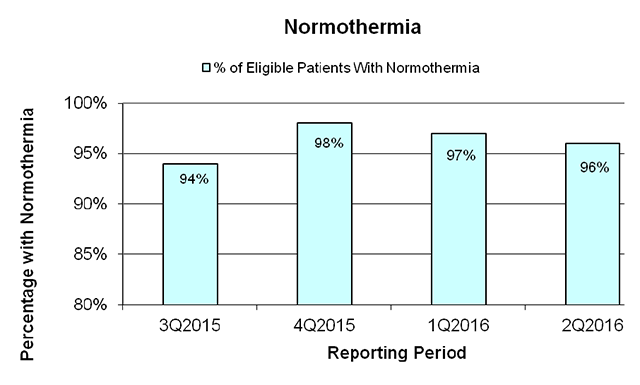 Normothermia
% of Eligible Patients With Normothermia
Percentage with Normothermia
100%
95%
90%
85%
80%
94%
98%
97%
96%
3Q2015
4Q2015
1Q2016
2Q2016
Reporting Period